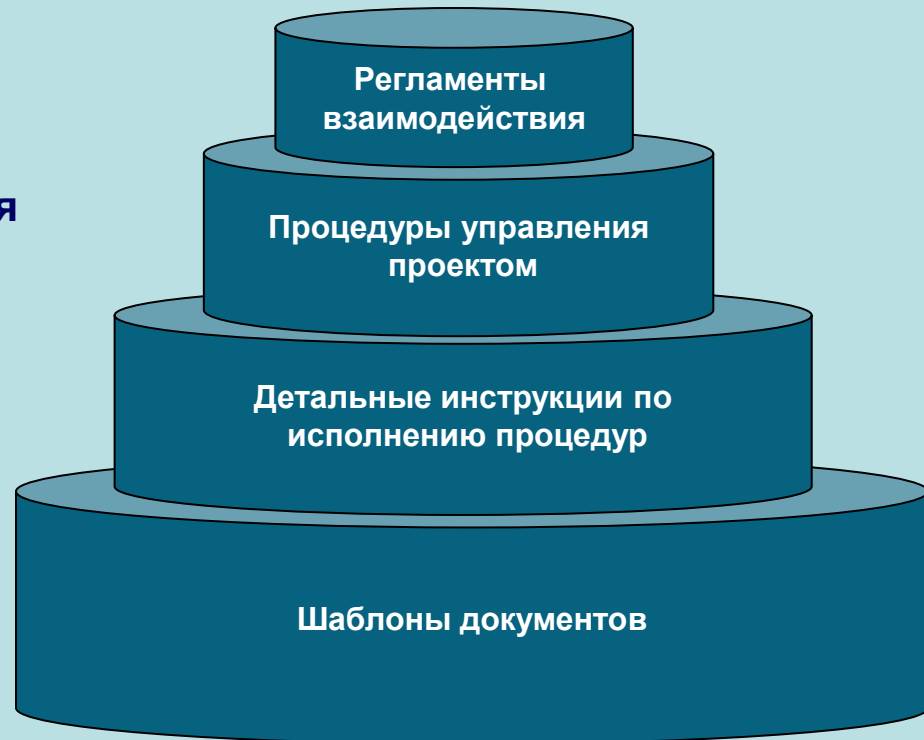 Регламенты
взаимодействия
я
Процедуры управления
проектом
Детальные инструкции по
исполнению процедур
Шаблоны документов